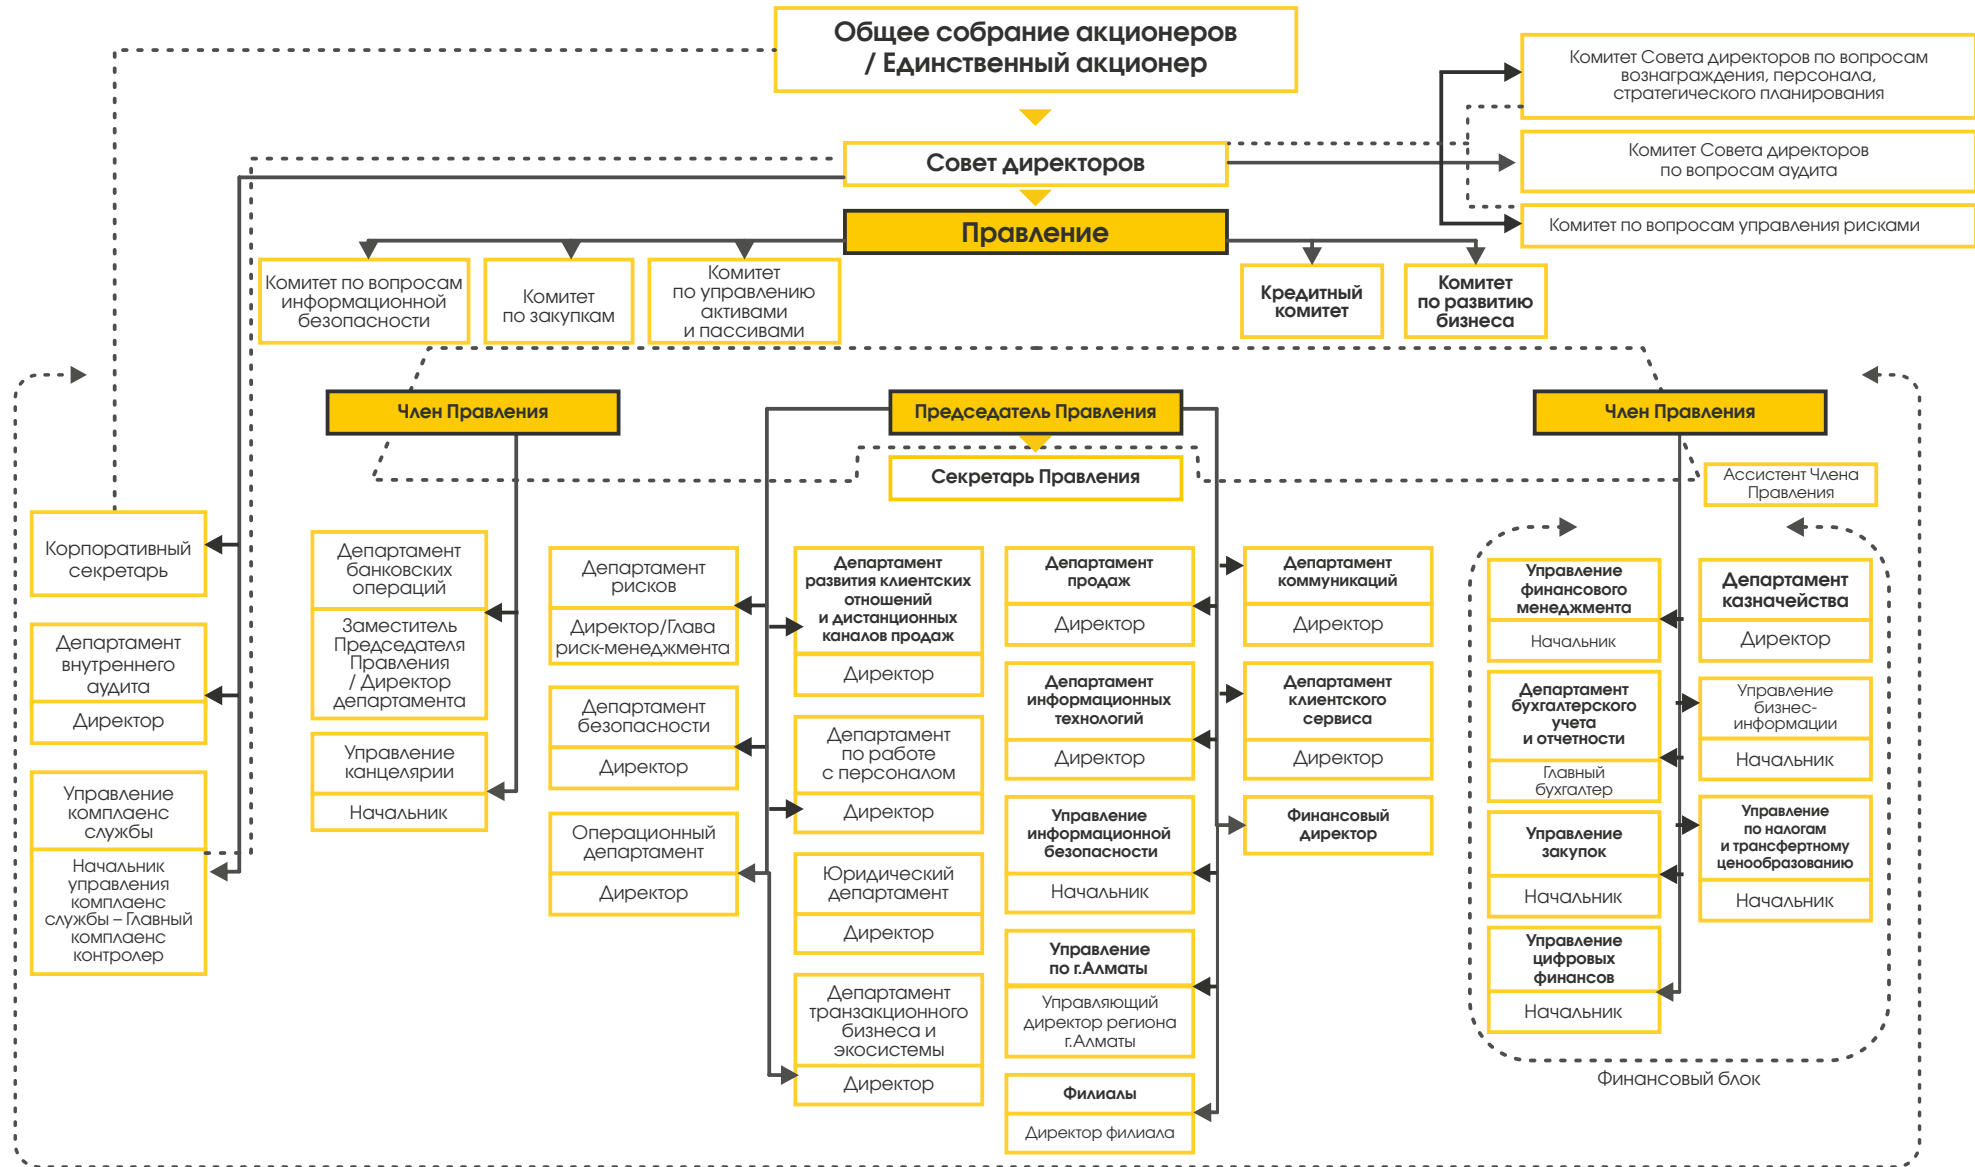 Общее собрание акционеров
/ Единственный акционер
Комитет Совета директоров по вопросам
вознаграждения, персонала,
стратегического планирования
Совет директоров
Комитет Совета директоров
по вопросам аудита
Правление
Комитет по вопросам управления рисками
Комитет по вопросам
информационной
безопасности
Комитет
по закупкам
Комитет
по управлению
активами
и пассивами
Кредитный
комитет
Комитет
по развитию
бизнеса
Член Правления
Председатель Правления
Член Правления
Секретарь Правления
Ассистент Члена
Правления
Корпоративный
секретарь
Департамент
внутреннего
аудита
Директор
Управление
комплаенс
службы
Начальник
управления
комплаенс
службы – Главный
комплаенс
контролер
Департамент
банковских
операций
Заместитель
Председателя
Правления
/ Директор
департамента
Управление
канцелярии
Начальник
Департамент
рисков
Директор/Глава
риск-менеджмента
Департамент
безопасности
Директор
Операционный
департамент
Директор
Департамент
развития клиентских
отношений
и дистанционных
каналов продаж
Директор
Департамент
по работе
с персоналом
Директор
Юридический
департамент
Директор
Департамент
транзакционного
бизнеса и
экосистемы
Директор
Департамент
продаж
Директор
Департамент
информационных
технологий
Директор
Управление
информационной
безопасности
Начальник
Управление
по г.Алматы
Управляющий
директор региона
г.Алматы
Филиалы
Директор филиала
Департамент
коммуникаций
Директор
Департамент
клиентского
сервиса
Директор
Финансовый
директор
Управление
финансового
менеджмента
Начальник
Департамент
бухгалтерского
учета
и отчетности
Главный
бухгалтер
Управление
закупок
Начальник
Управление
цифровых
финансов
Начальник
Департамент
казначейства
Директор
Управление
бизнес-
информации
Начальник
Управление
по налогам
и трансфертному
ценообразованию
Начальник
Финансовый блок